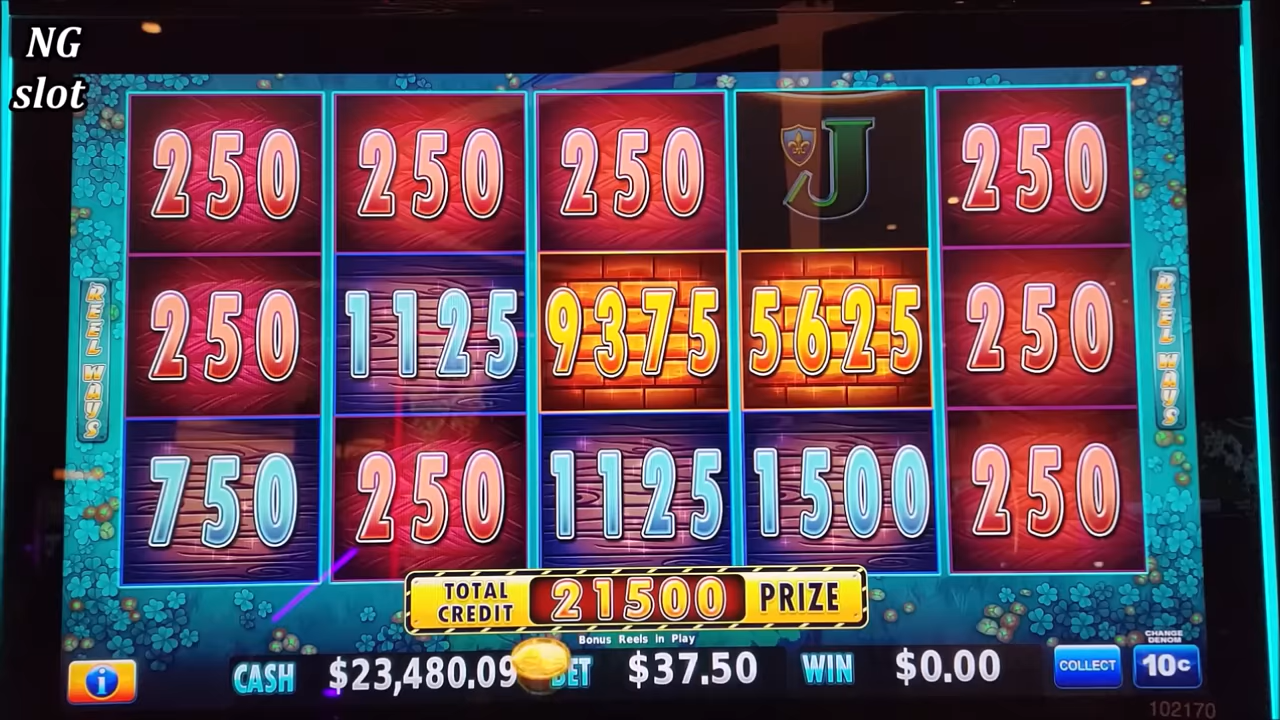 NG
slot
250 250 250 J 250
250 1125 9375 5625 250
750 250 1125 1500 250
REEL WAYS
REEL WAYS
TOTAL CREDIT 21500 PRIZE
Bonus Reels in Play
CHANGE DENOM
CASH $23,480.09 BET $37.50 WIN $0.00 COLLECT 10¢
102170